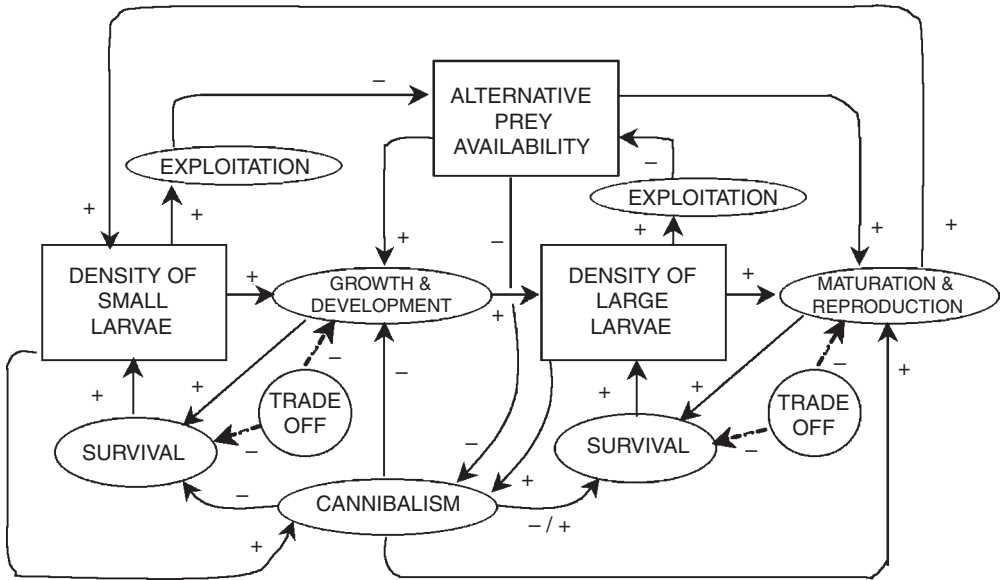 +
–
ALTERNATIVE
PREY
AVAILABILITY
EXPLOITATION
–
EXPLOITATION
+
+
+
–
+
+
+
DENSITY OF
SMALL
LARVAE
+
GROWTH &
DEVELOPMENT
+
DENSITY OF
LARGE
LARVAE
+
MATURATION &
REPRODUCTION
–
–
–
+
+
+
+
+
TRADE
OFF
TRADE
OFF
SURVIVAL
–
–
SURVIVAL
–
–
CANNIBALISM
+
– / +
+